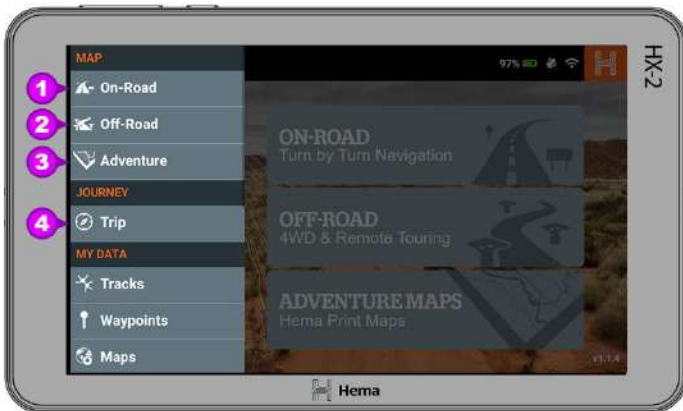 MAP
1 On-Road
2 Off-Road
3 Adventure
JOURNEY
4 Trip
MY DATA
Tracks
Waypoints
Maps
97%
H
ON-ROAD
Turn by Turn Navigation
OFF-ROAD
4WD & Remote Touring
ADVENTURE MAPS
Hema Print Maps
v1.1.4
HX-2
Hema